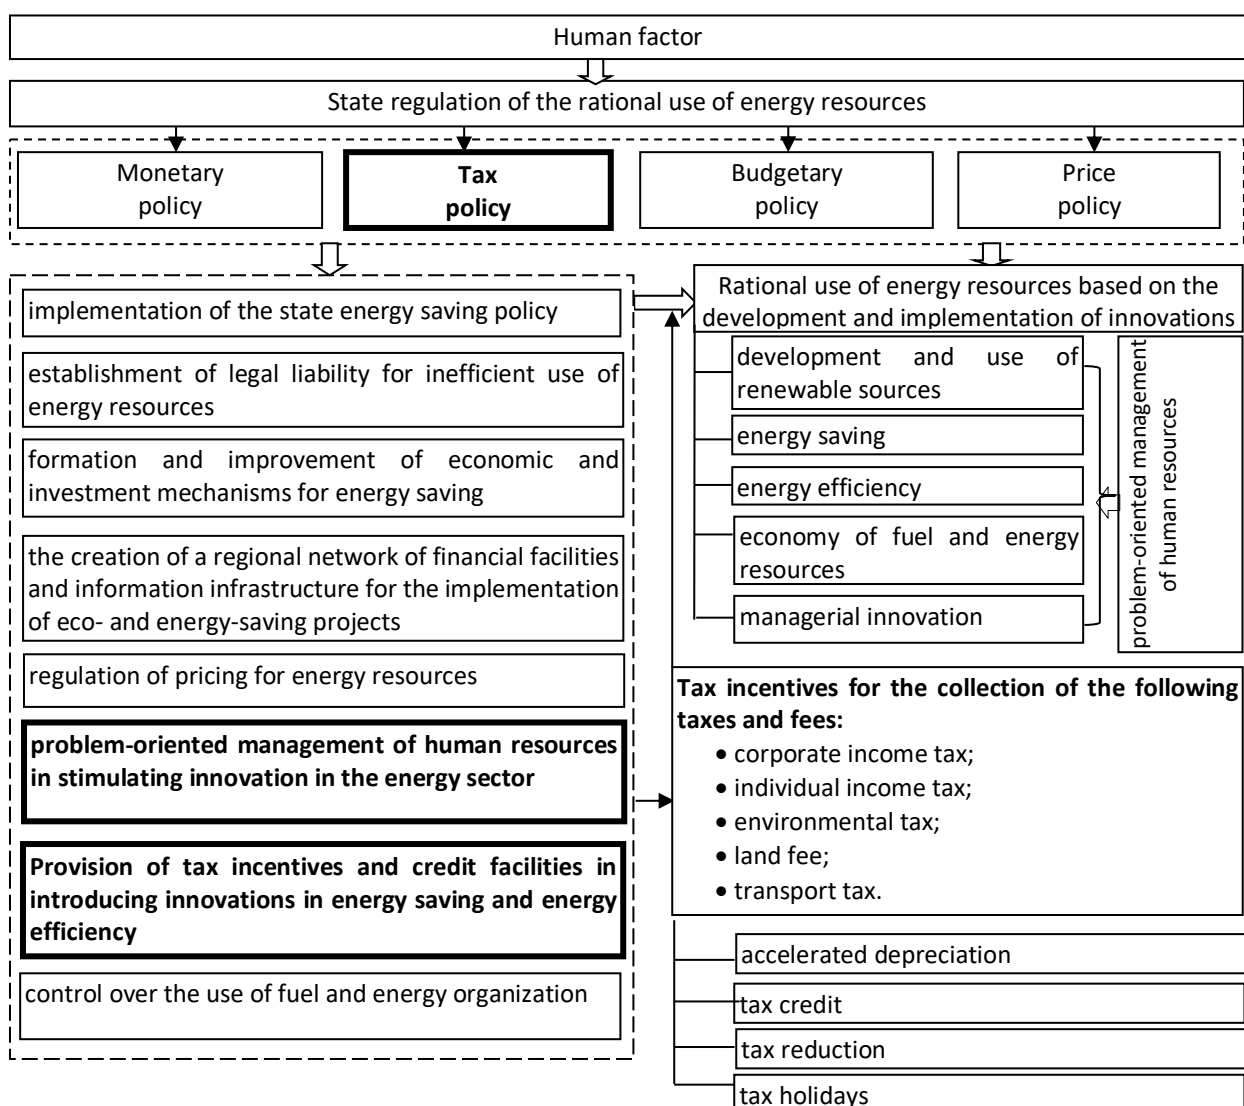 Human factor
State regulation of the rational use of energy resources
Monetary
policy
Tax
policy
Budgetary
policy
Price
policy
implementation of the state energy saving policy
establishment of legal liability for inefficient use of
energy resources
formation and improvement of economic and
investment mechanisms for energy saving
the creation of a regional network of financial facilities
and information infrastructure for the implementation
of eco- and energy-saving projects
regulation of pricing for energy resources
problem-oriented management of human resources
in stimulating innovation in the energy sector
Provision of tax incentives and credit facilities in
introducing innovations in energy saving and energy
efficiency
control over the use of fuel and energy organization
Rational use of energy resources based on the
development and implementation of innovations
development and use of
renewable sources
energy saving
energy efficiency
economy of fuel and energy
resources
managerial innovation
problem-oriented management
of human resources
Tax incentives for the collection of the following
taxes and fees:
• corporate income tax;
• individual income tax;
• environmental tax;
• land fee;
• transport tax.
accelerated depreciation
tax credit
tax reduction
tax holidays